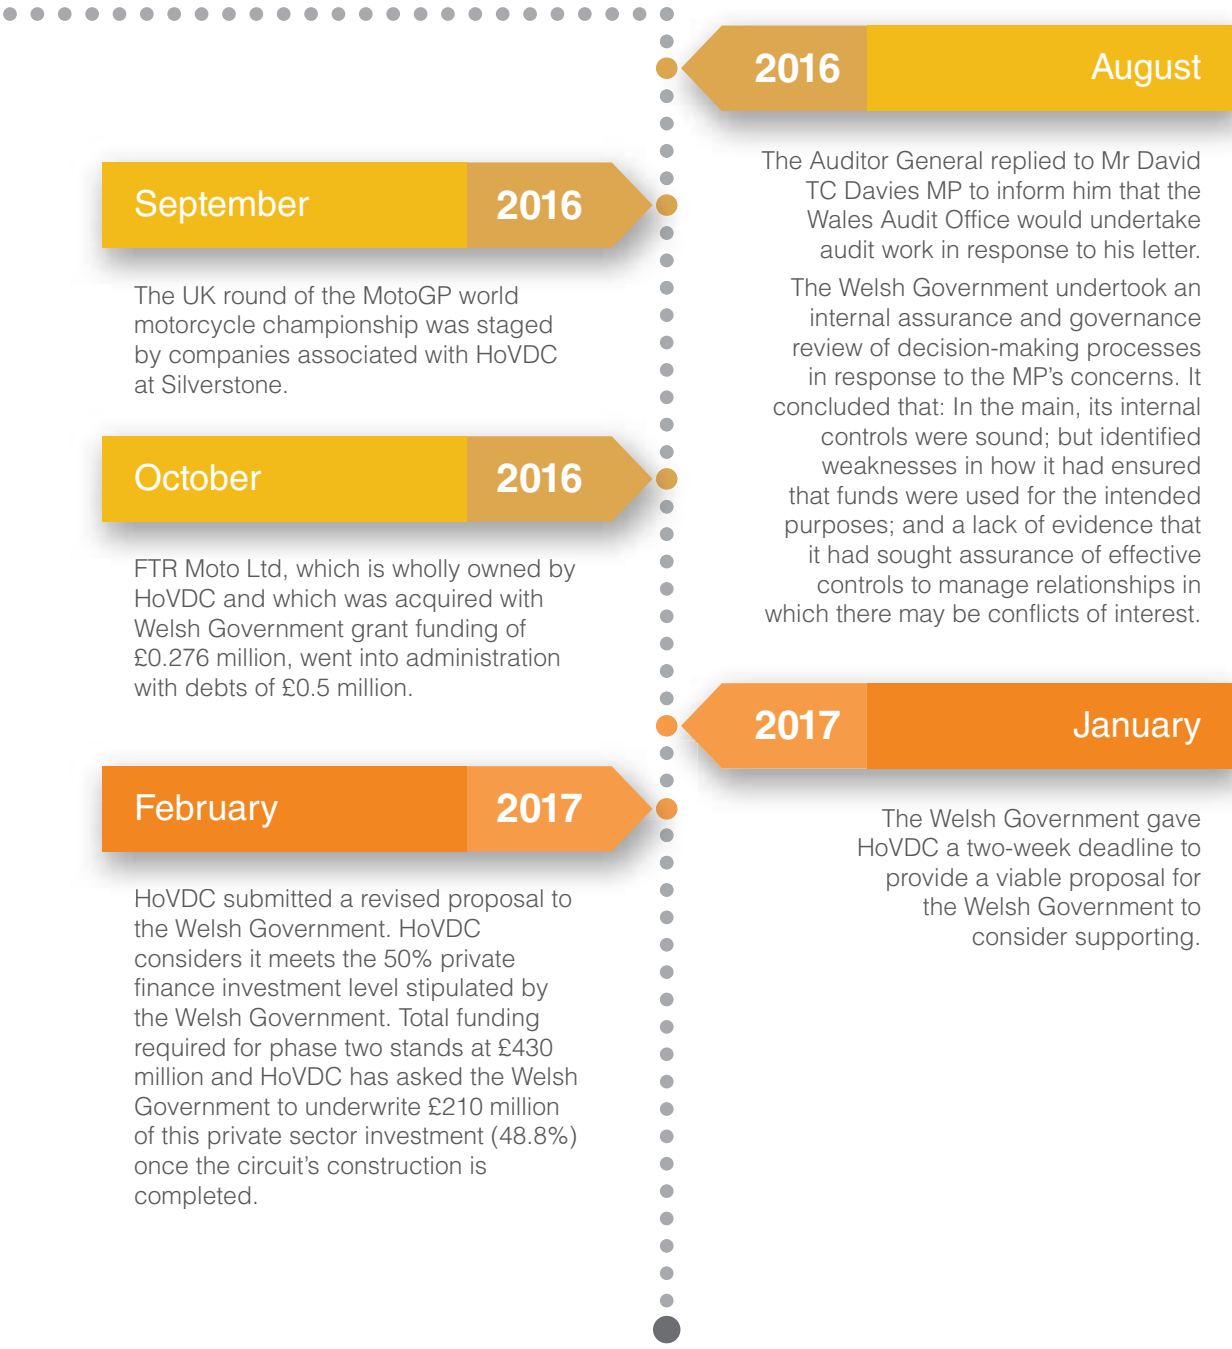 2016 August
The Auditor General replied to Mr David
TC Davies MP to inform him that the
Wales Audit Office would undertake
audit work in response to his letter.
The Welsh Government undertook an
internal assurance and governance
review of decision-making processes
in response to the MP’s concerns. It
concluded that: In the main, its internal
controls were sound; but identified
weaknesses in how it had ensured
that funds were used for the intended
purposes; and a lack of evidence that
it had sought assurance of effective
controls to manage relationships in
which there may be conflicts of interest.
September 2016
The UK round of the MotoGP world
motorcycle championship was staged
by companies associated with HoVDC
at Silverstone.
October 2016
FTR Moto Ltd, which is wholly owned by
HoVDC and which was acquired with
Welsh Government grant funding of
£0.276 million, went into administration
with debts of £0.5 million.
2017 January
The Welsh Government gave
HoVDC a two-week deadline to
provide a viable proposal for
the Welsh Government to
consider supporting.
February 2017
HoVDC submitted a revised proposal to
the Welsh Government. HoVDC
considers it meets the 50% private
finance investment level stipulated by
the Welsh Government. Total funding
required for phase two stands at £430
million and HoVDC has asked the Welsh
Government to underwrite £210 million
of this private sector investment (48.8%)
once the circuit’s construction is
completed.